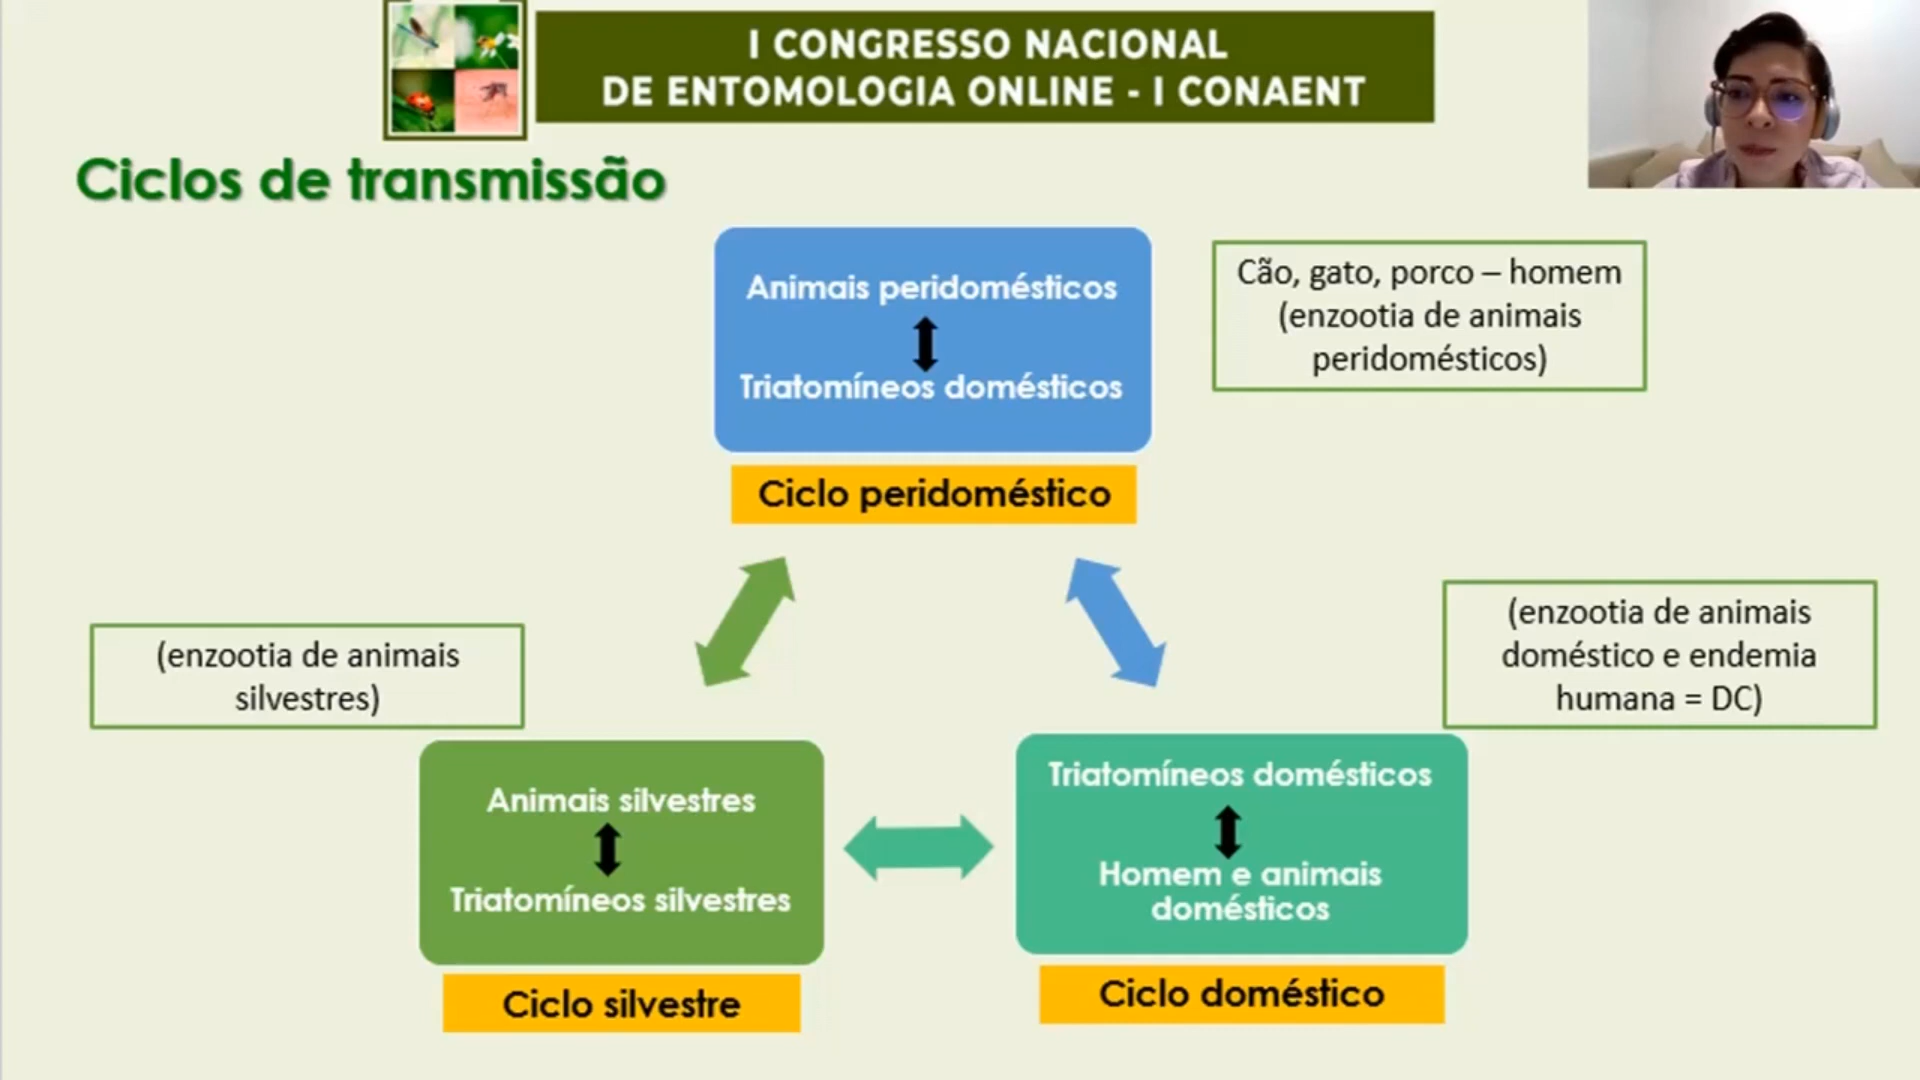 I CONGRESSO NACIONAL
DE ENTOMOLOGIA ONLINE - I CONAENT
Ciclos de transmissão
Animais peridomésticos
Triatomíneos domésticos
Cão, gato, porco – homem
(enzootia de animais
peridomésticos)
Ciclo peridoméstico
(enzootia de animais
silvestres)
(enzootia de animais
doméstico e endemia
humana = DC)
Animais silvestres
Triatomíneos silvestres
Ciclo silvestre
Triatomíneos domésticos
Homem e animais
domésticos
Ciclo doméstico